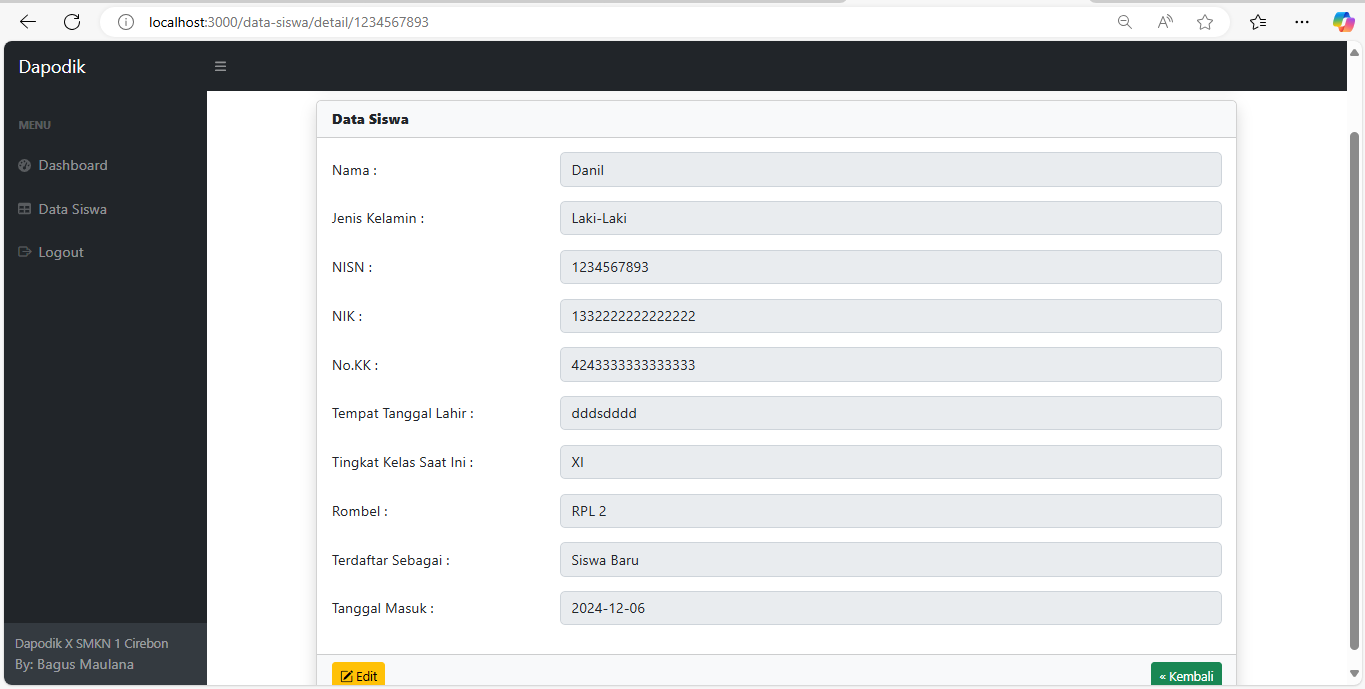 localhost:3000/data-siswa/detail/1234567893
Dapodik
MENU
Dashboard
Data Siswa
Logout
Data Siswa
Nama : Danil
Jenis Kelamin : Laki-Laki
NISN : 1234567893
NIK : 1332222222222222
No.KK : 4243333333333333
Tempat Tanggal Lahir : dddsdddd
Tingkat Kelas Saat Ini : XI
Rombel : RPL 2
Terdaftar Sebagai : Siswa Baru
Tanggal Masuk : 2024-12-06
Edit
« Kembali
Dapodik X SMKN 1 Cirebon
By: Bagus Maulana